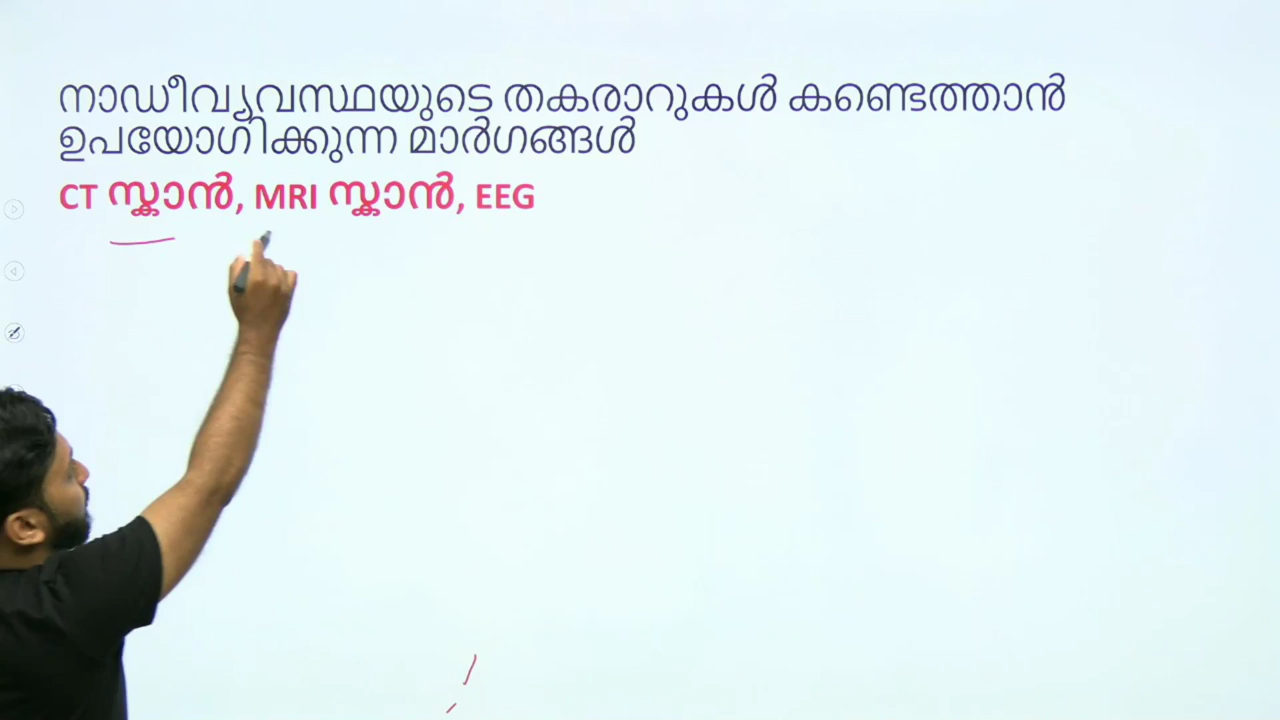 നാഡീവ്യവസ്ഥയുടെ തകരാറുകൾ കണ്ടെത്താൻ
ഉപയോഗിക്കുന്ന മാർഗങ്ങൾ
CT സ്കാൻ, MRI സ്കാൻ, EEG